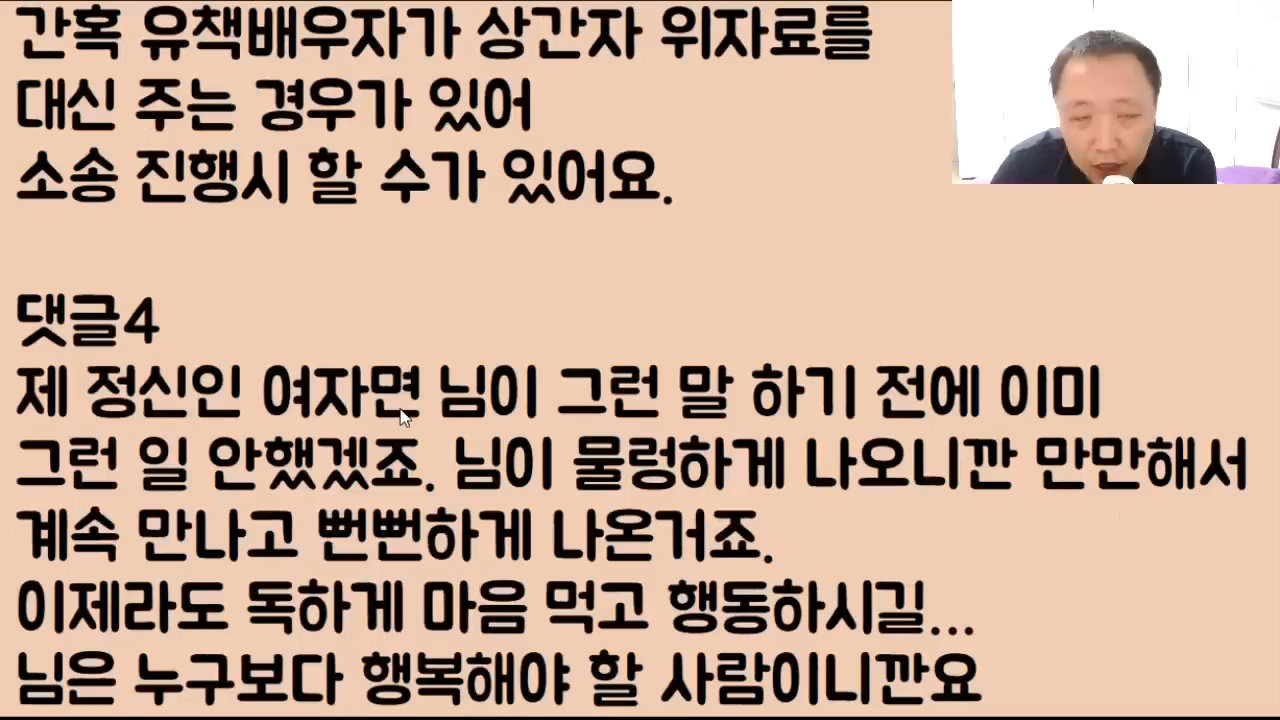 간혹 유책배우자가 상간자 위자료를
대신 주는 경우가 있어
소송 진행시 할 수가 있어요.
댓글4
제 정신인 여자면 님이 그런 말 하기 전에 이미
그런 일 안했겠죠. 님이 물렁하게 나오니깐 만만해서
계속 만나고 뻔뻔하게 나온거죠.
이제라도 독하게 마음 먹고 행동하시길...
님은 누구보다 행복해야 할 사람이니깐요